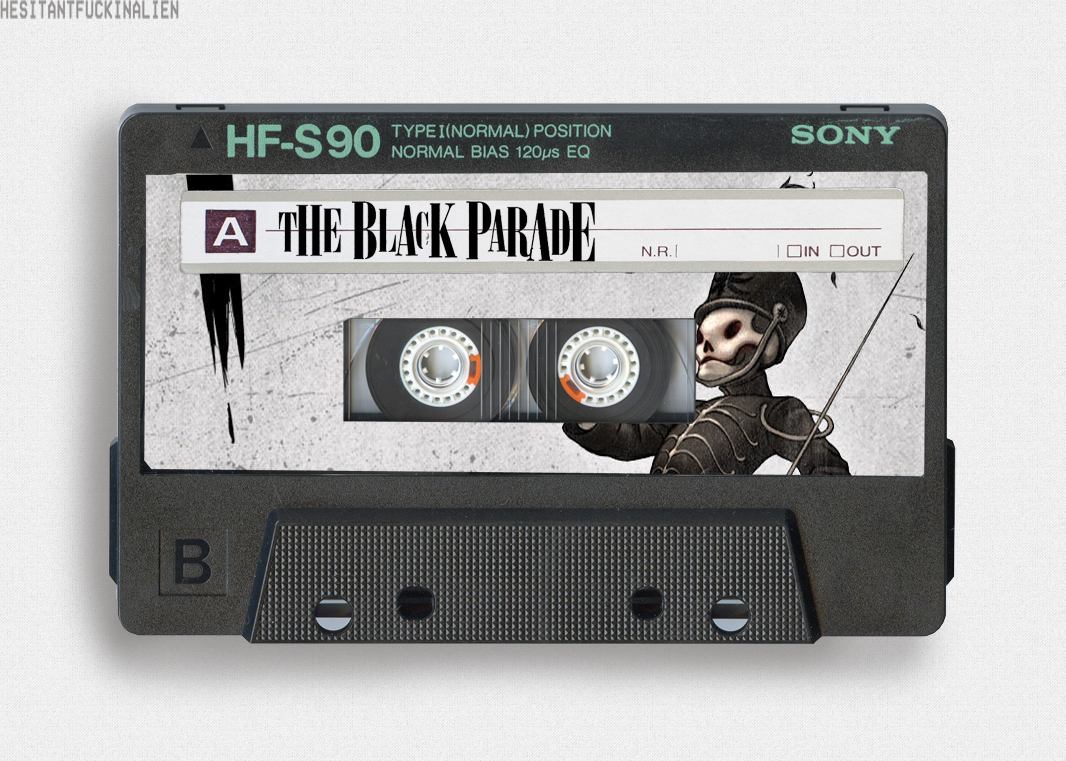 HESITANTFUCKINALIEN
HF-S90 TYPE I (NORMAL) POSITION SONY
NORMAL BIAS 120µs EQ
A THE BLACK PARADE
N.R. IN OUT
B